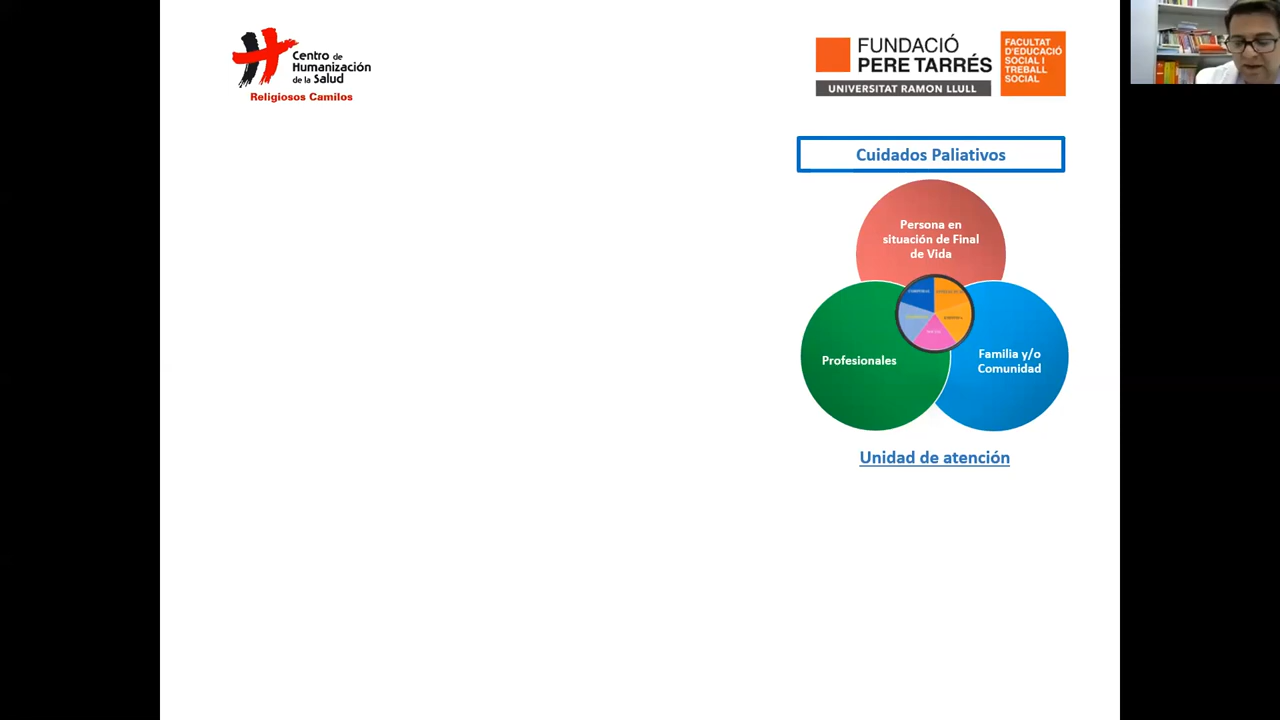 Centro de
Humanización
de la Salud
Religiosos Camilos
FUNDACIÓ
PERE TARRÉS
UNIVERSITAT RAMON LLULL
FACULTAT
D'EDUCACIÓ
SOCIAL I
TREBALL
SOCIAL
Cuidados Paliativos
Persona en
situación de Final
de Vida
Profesionales
Familia y/o
Comunidad
Unidad de atención